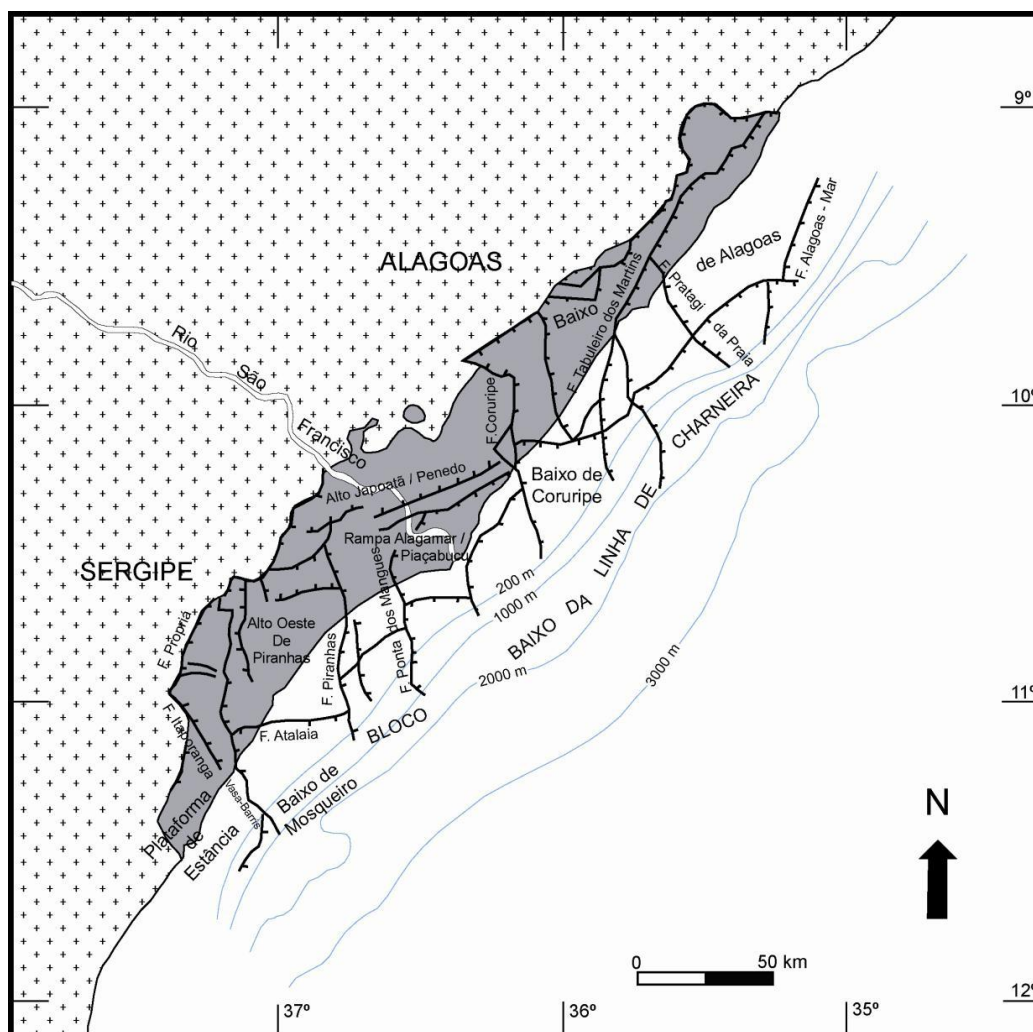 9º
F. Alagoas - Mar
de Alagoas
ALAGOAS
F. Pratagi
Baixo
F. Tabuleiro dos Martins
da Praia
Rio
São
Francisco
10º
CHARNEIRA
F.Coruripe
Baixo de
Coruripe
Alto Japoatã / Penedo
DE
LINHA
Rampa Alagamar /
Piaçabuçu
SERGIPE
200 m
1000 m
DA
BAIXO
2000 m
3000 m
F. Propriá
Alto Oeste
De
Piranhas
F. Piranhas
F. Ponta dos Mangues
11º
BLOCO
F. Atalaia
F. Itaporanga
Vasa-Barris
Baixo de
Mosqueiro
Plataforma
de
Estância
N
0 50 km
12º
37º 36º 35º